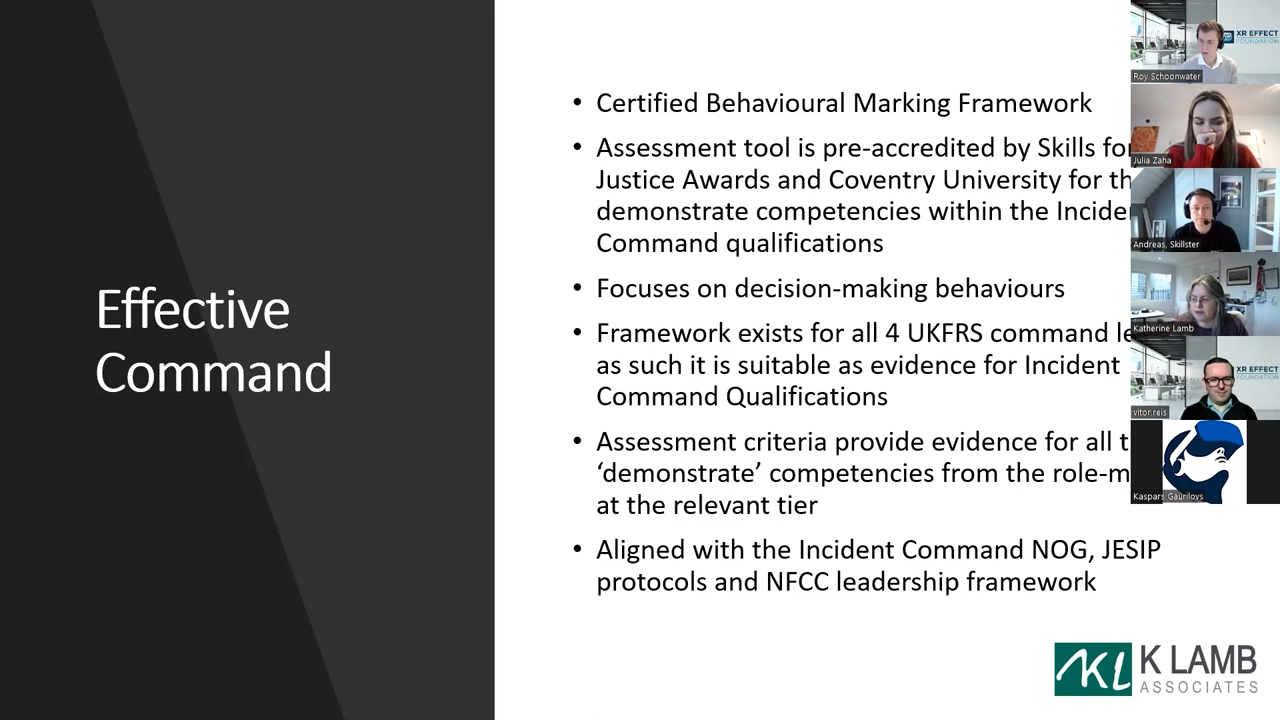 Effective
Command
• Certified Behavioural Marking Framework
• Assessment tool is pre-accredited by Skills for
Justice Awards and Coventry University for
demonstrate competencies within the
Command qualifications
• Focuses on decision-making behaviours
• Framework exists for all 4 UKFRS command
as such it is suitable as evidence for Incident
Command Qualifications
• Assessment criteria provide evidence for all
‘demonstrate’ competencies from the
at the relevant tier
• Aligned with the Incident Command NOG, JESIP
protocols and NFCC leadership framework
KL K LAMB
ASSOCIATES
XR EFFECT
FOUNDATION
Roy Schoonwater
Julia Zaha
Andreas, Skillster
Katherine Lamb
XR EFFECT
FOUNDATION
vitor.reis
Kaspars Gaurilovs